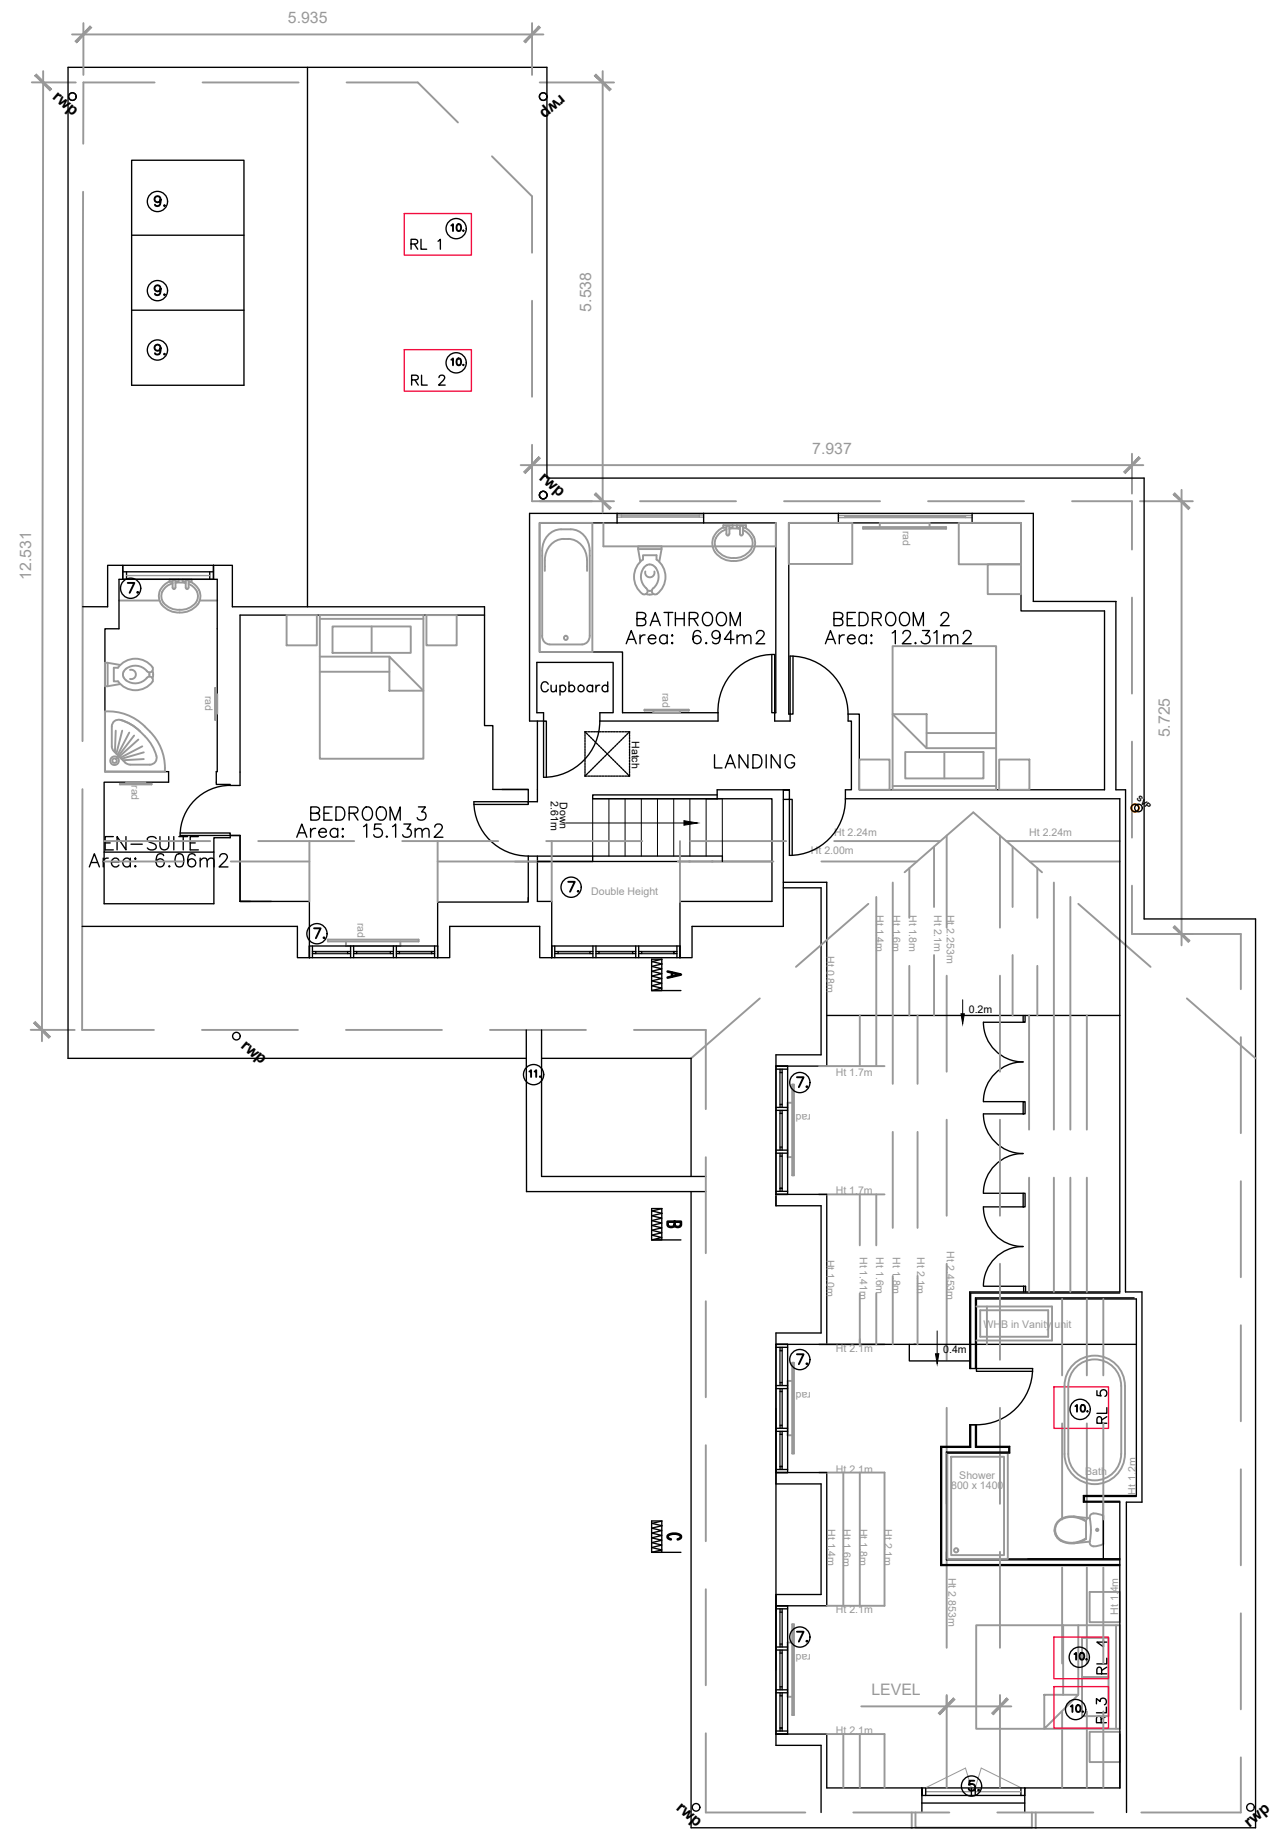 5.935
rwp
rwp
9.
10.
RL 1
9.
5.538
9.
10.
RL 2
7.937
rwp
12.531
rad
7.
BATHROOM
Area: 6.94m2
BEDROOM 2
Area: 12.31m2
Cupboard
rad
rad
5.725
Hatch
LANDING
rad
BEDROOM 3
Area: 15.13m2
Down
2.61m
EN-SUITE
Area: 6.06m2
Ht 2.24m
Ht 2.24m
Ht 2.00m
7.
Double Height
7.
rad
Ht 1.4m
Ht 1.6m
Ht 1.8m
Ht 2.1m
Ht 2.253m
A
Ht 0.8m
0.2m
rwp
11.
7.
Ht 1.7m
rad
Ht 1.7m
B
Ht 1.0m
Ht 1.41m
Ht 1.6m
Ht 1.8m
Ht 2.1m
Ht 2.453m
WHB in Vanity unit
Ht 2.1m
0.4m
7.
rad
10.
RL 5
Ht 2.1m
Shower
800 x 1400
Bath
Ht 1.2m
C
Ht 1.4m
Ht 1.6m
Ht 1.8m
Ht 2.1m
Ht 2.1m
Ht 2.853m
Ht 1.4m
7.
rad
10.
RL 4
LEVEL
10.
RL3
Ht 2.1m
5.
rwp
rwp